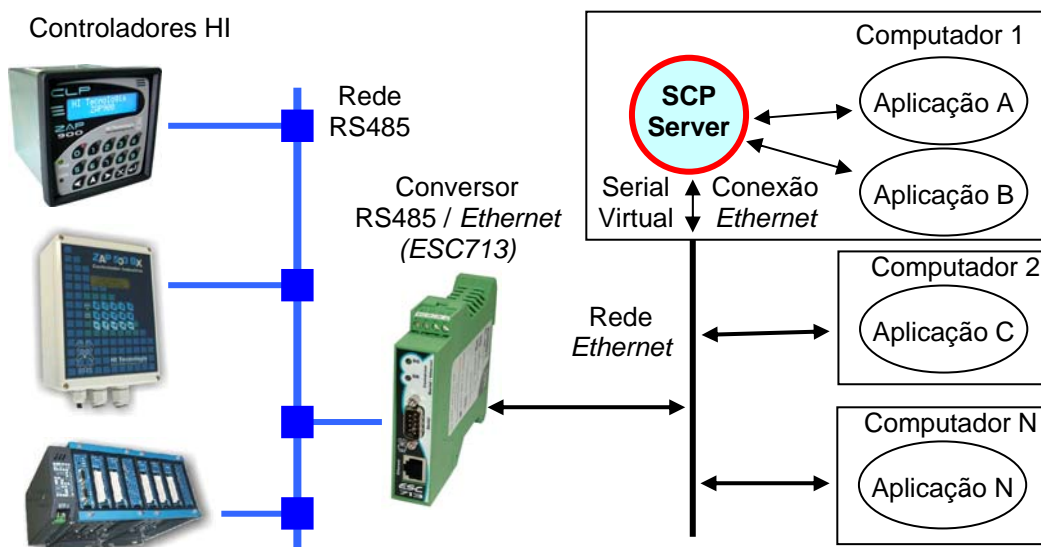 Controladores HI
CLP
HI Tecnologia
ZAP900
ZAP
900
Rede
RS485
Conversor
RS485 / Ethernet
(ESC713)
ESC
713
Computador 1
SCP
Server
Aplicação A
Aplicação B
Serial
Virtual
Conexão
Ethernet
Rede
Ethernet
Computador 2
Aplicação C
Computador N
Aplicação N
HI Tecnologia